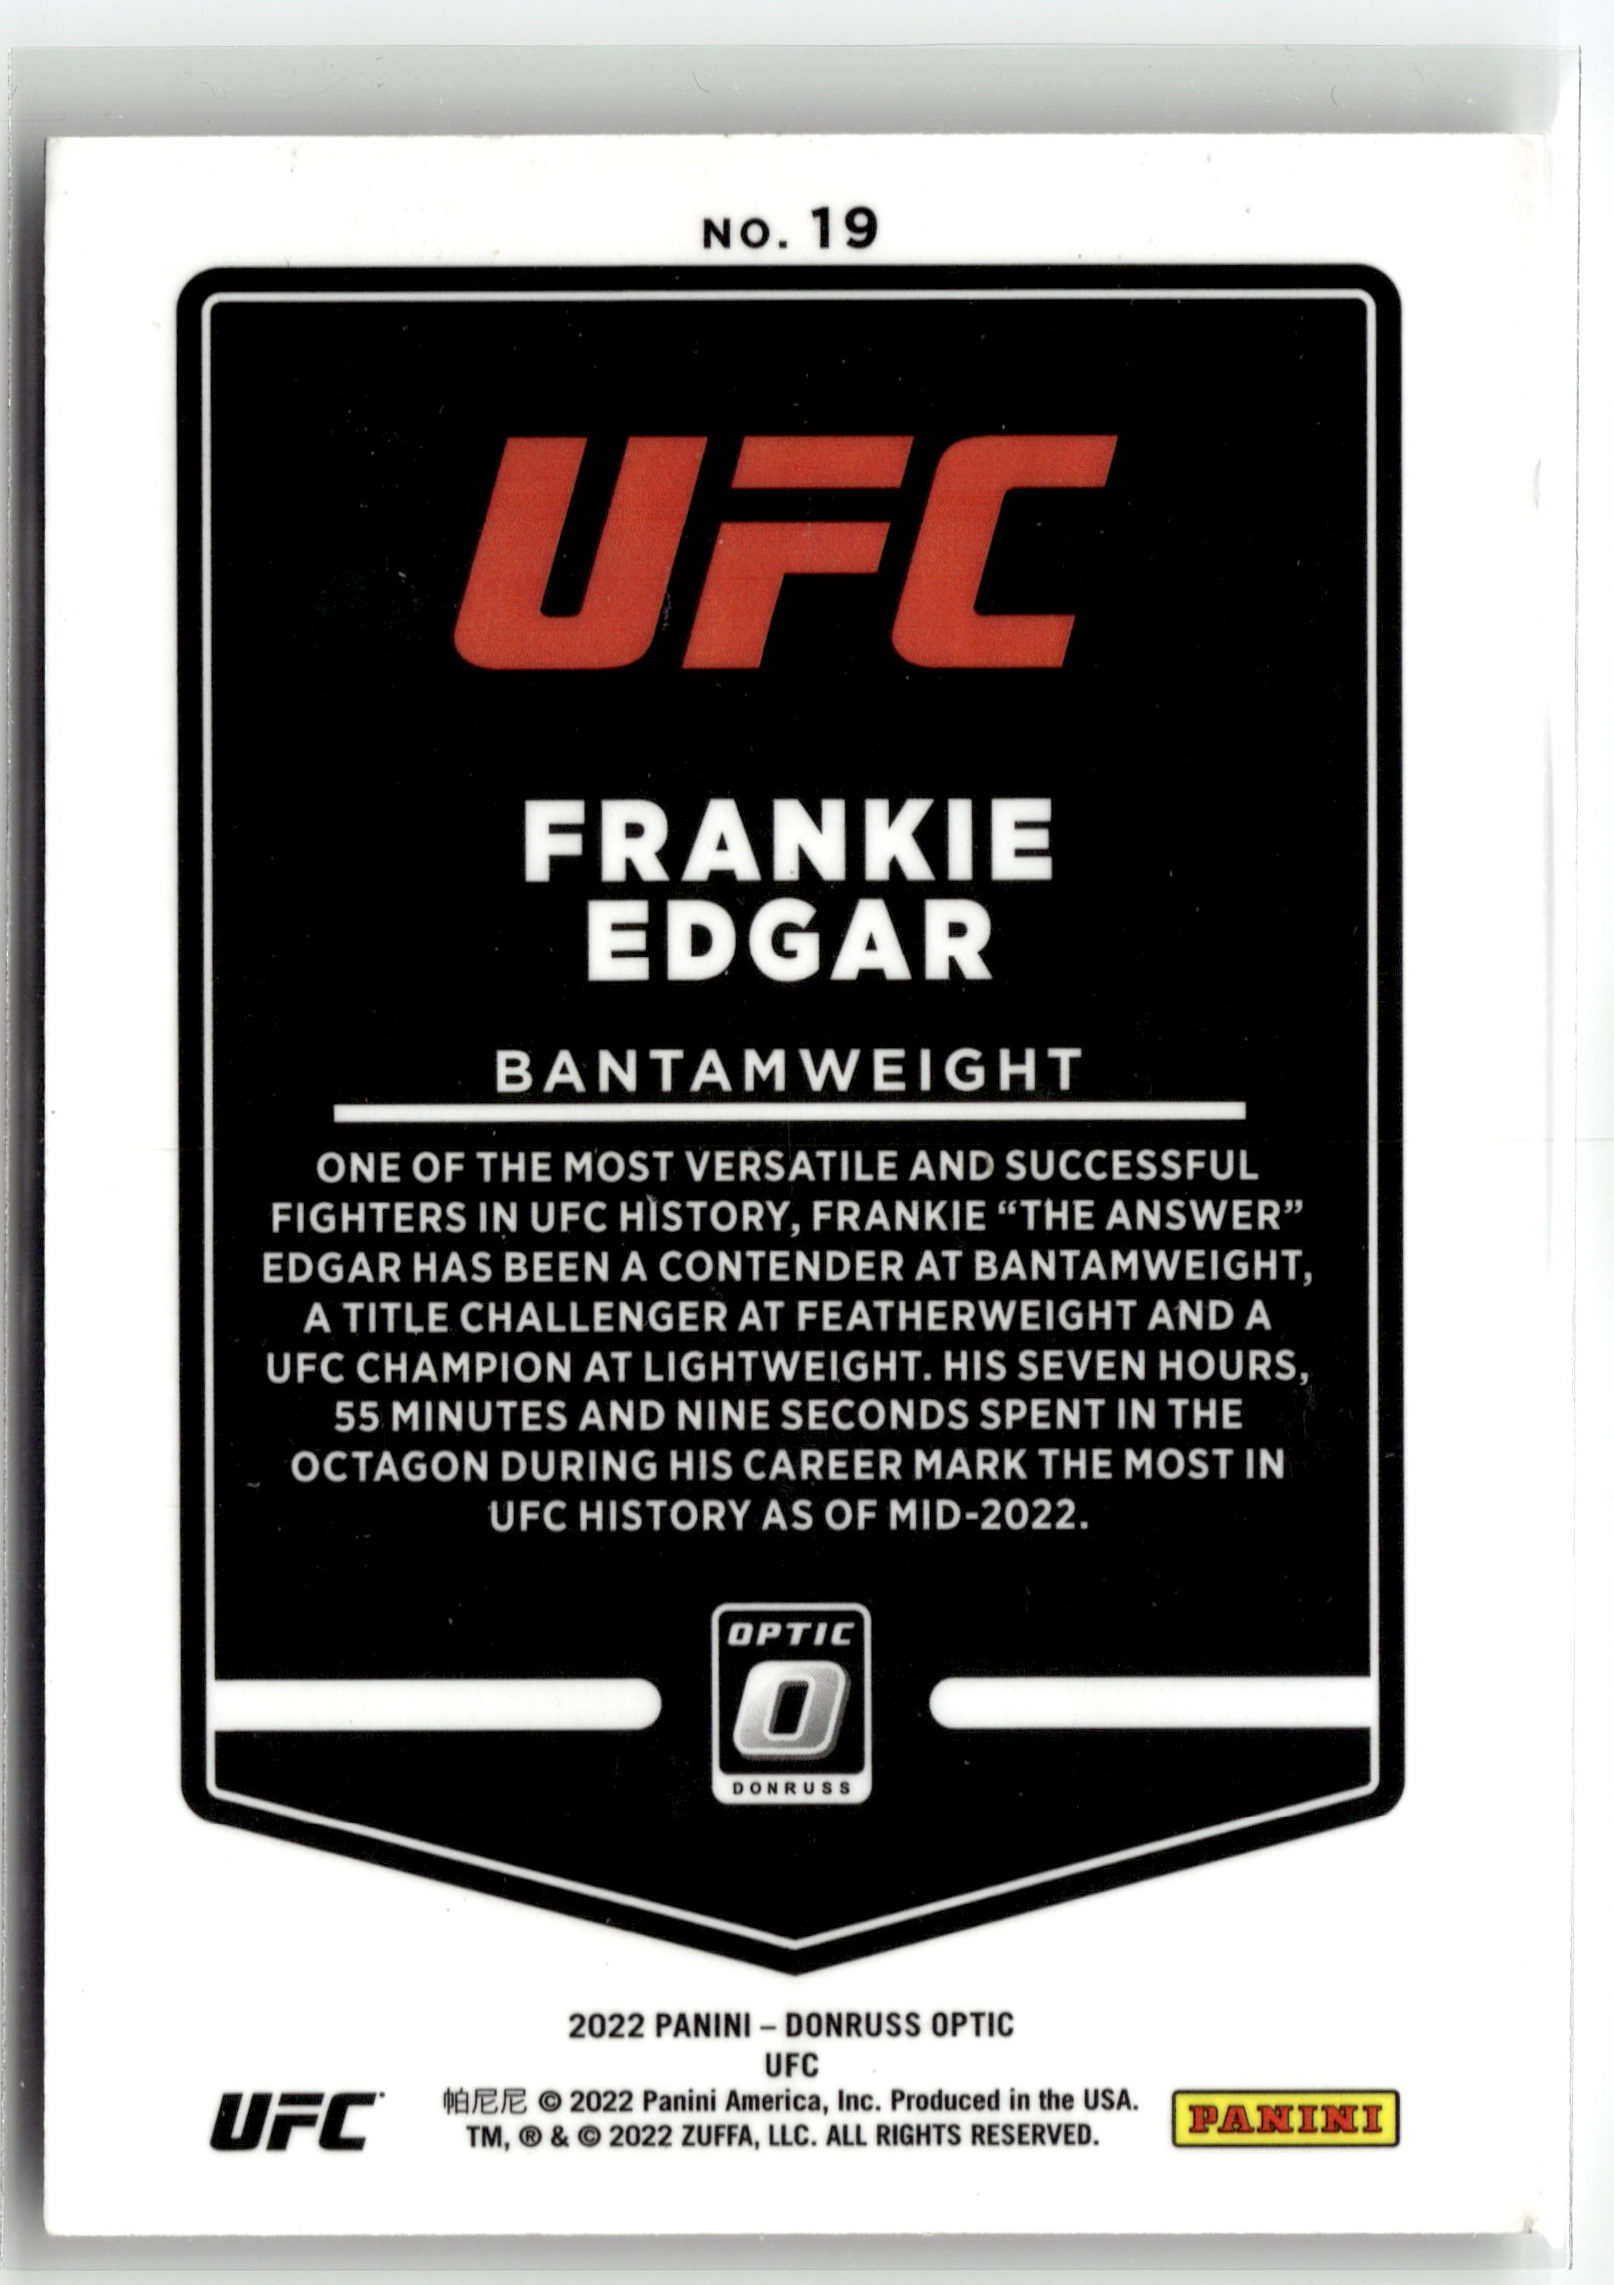 NO. 19
UFC
FRANKIE
EDGAR
BANTAMWEIGHT
ONE OF THE MOST VERSATILE AND SUCCESSFUL
FIGHTERS IN UFC HISTORY, FRANKIE “THE ANSWER”
EDGAR HAS BEEN A CONTENDER AT BANTAMWEIGHT,
A TITLE CHALLENGER AT FEATHERWEIGHT AND A
UFC CHAMPION AT LIGHTWEIGHT. HIS SEVEN HOURS,
55 MINUTES AND NINE SECONDS SPENT IN THE
OCTAGON DURING HIS CAREER MARK THE MOST IN
UFC HISTORY AS OF MID-2022.
OPTIC
O
DONRUSS
2022 PANINI – DONRUSS OPTIC
UFC
帕尼尼 © 2022 Panini America, Inc. Produced in the USA.
TM, ® & © 2022 ZUFFA, LLC. ALL RIGHTS RESERVED.
UFC
PANINI